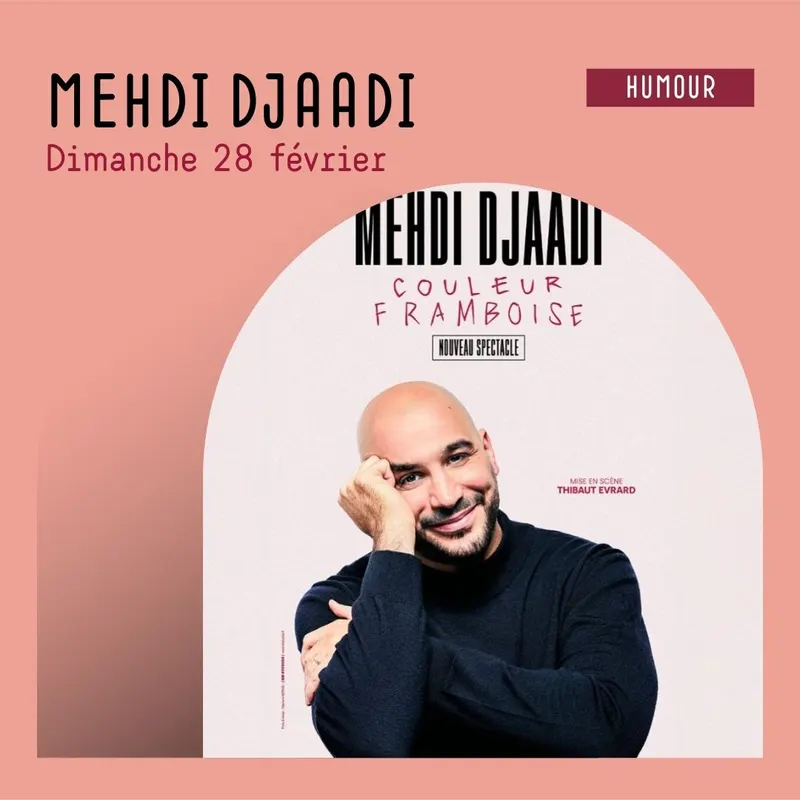 MEHDI DJAADI
HUMOUR
Dimanche 28 février
MEHDI DJAADI
COULEUR
FRAMBOISE
NOUVEAU SPECTACLE
MISE EN SCÈNE
THIBAUT EVRARD